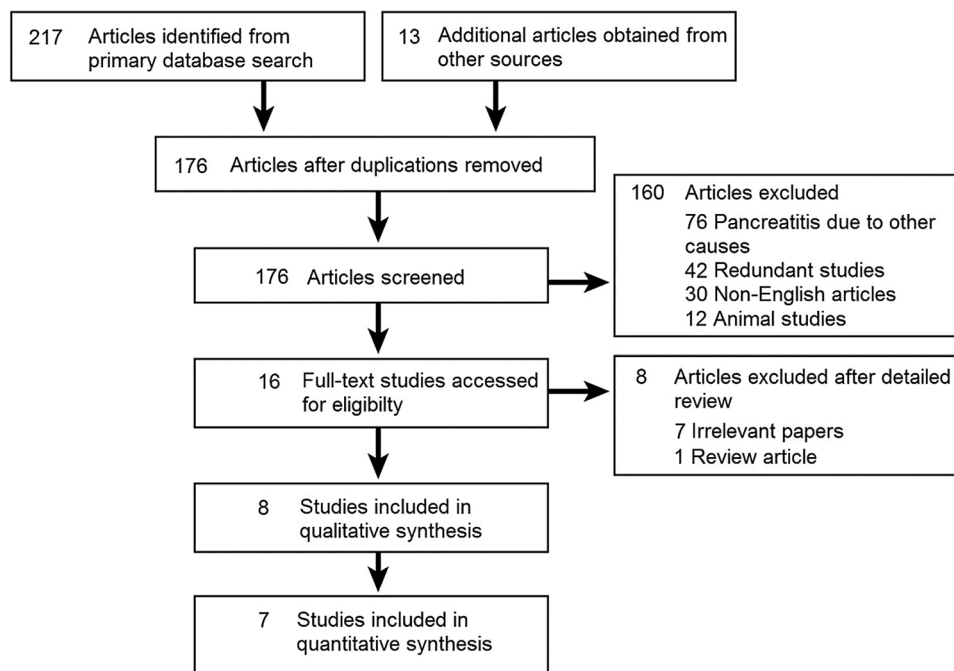 217 Articles identified from
primary database search
13 Additional articles obtained from
other sources
176 Articles after duplications removed
176 Articles screened
160 Articles excluded
76 Pancreatitis due to other
causes
42 Redundant studies
30 Non-English articles
12 Animal studies
16 Full-text studies accessed
for eligibilty
8 Articles excluded after detailed
review
7 Irrelevant papers
1 Review article
8 Studies included in
qualitative synthesis
7 Studies included in
quantitative synthesis